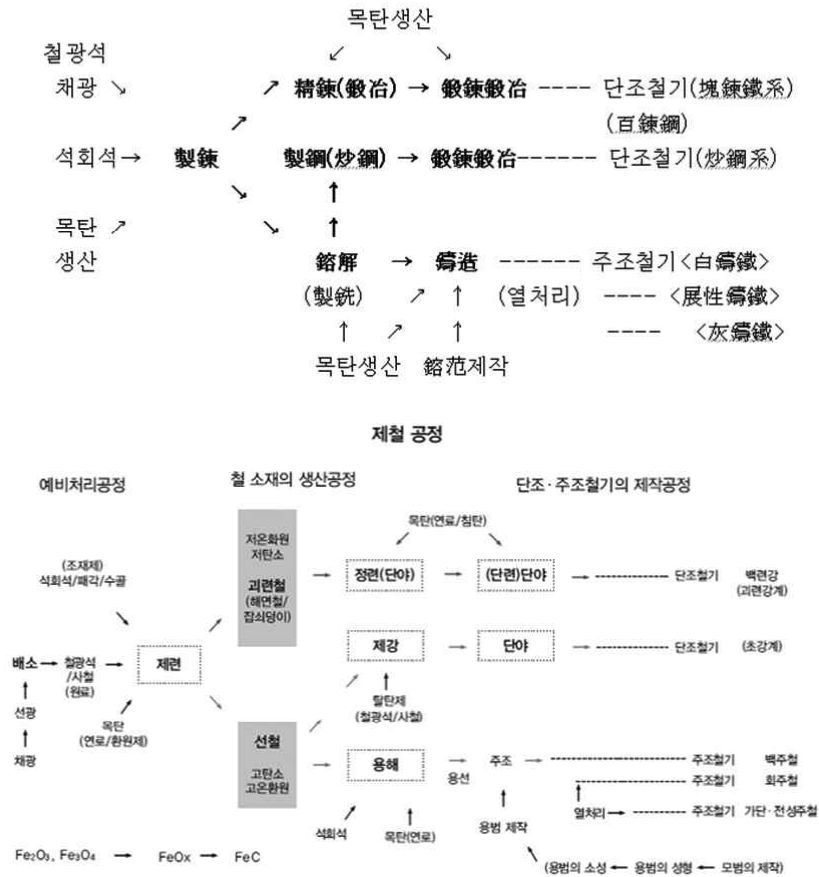 목탄생산
철광석
↙ ↘
채광 ↘ ↗ 精鍊(鍛冶) → 鍛鍊鍛冶 ---- 단조철기(塊鍊鐵系)
↗ (百鍊鋼)
석회석→ 製鍊 製鋼(炒鋼) → 鍛鍊鍛冶------ 단조철기(炒鋼系)
↘ ↑
목탄 ↗ ↘ ↑
생산 鎔解 → 鑄造 ------ 주조철기<白鑄鐵>
(製銑) ↗ ↑ (열처리) ---- <展性鑄鐵>
↑ ↗ ↑ ---- <灰鑄鐵>
목탄생산 鎔范제작
제철 공정
예비처리공정 철 소재의 생산공정 단조·주조철기의 제작공정
목탄(연료/침탄)
저온환원
저탄소
괴련철
(해면철/
잡쇠덩이)
정련(단야) → (단련)단야 → 단조철기 백련강
(괴련강계)
(조재제)
석회석/패각/수골
제강 → 단야 → 단조철기 (초강계)
배소 → 철광석
/사철
(원료)
→ 제련
탈탄제
(철광석/사철)
선광
목탄
(연료/환원제)
채광
선철
고탄소
고온환원
용해 → 용선 주조 → 주조철기 백주철
주조철기 회주철
열처리 → 주조철기 가단·전성주철
석회석 목탄(연료) 용범 제작
(용범의 소성 ← 용범의 성형 ← 모범의 제작)
Fe₂O₃, Fe₃O₄ → FeOx → FeC